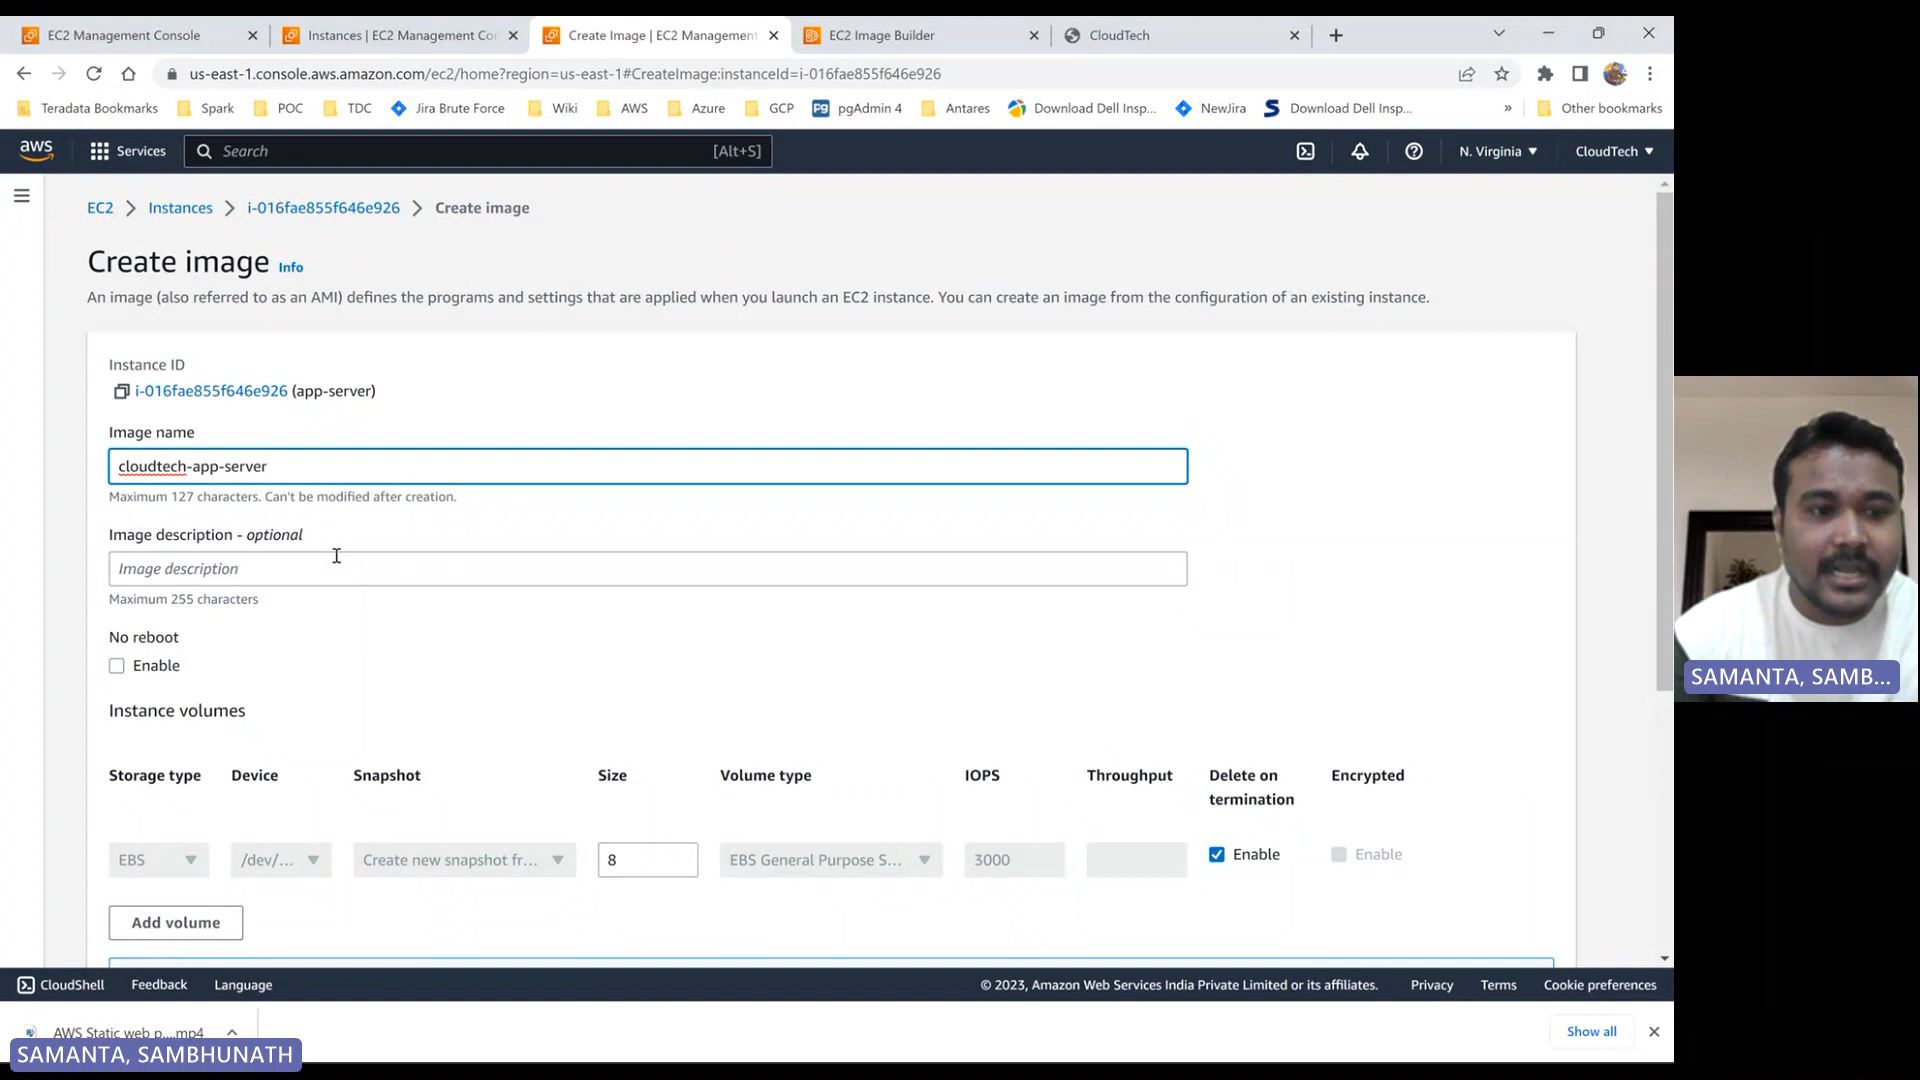 EC2 Management Console
Instances | EC2 Management Cor
Create Image | EC2 Management
EC2 Image Builder
CloudTech
us-east-1.console.aws.amazon.com/ec2/home?region=us-east-1#CreateImage:instanceId=i-016fae855f646e926
Teradata Bookmarks
Spark
POC
TDC
Jira Brute Force
Wiki
AWS
Azure
GCP
Pg
pgAdmin 4
Antares
Download Dell Insp...
NewJira
S
Download Dell Insp...
»
Other bookmarks
aws
Services
Search
[Alt+S]
N. Virginia
CloudTech
EC2 > Instances > i-016fae855f646e926 > Create image
Create image Info
An image (also referred to as an AMI) defines the programs and settings that are applied when you launch an EC2 instance. You can create an image from the configuration of an existing instance.
Instance ID
i-016fae855f646e926 (app-server)
Image name
cloudtech-app-server
Maximum 127 characters. Can't be modified after creation.
Image description - optional
Image description
Maximum 255 characters
No reboot
Enable
Instance volumes
Storage type
Device
Snapshot
Size
Volume type
IOPS
Throughput
Delete on
termination
Encrypted
EBS
/dev/...
Create new snapshot fr...
8
EBS General Purpose S...
3000
Enable
Enable
Add volume
CloudShell
Feedback
Language
© 2023, Amazon Web Services India Private Limited or its affiliates.
Privacy
Terms
Cookie preferences
AWS Static web p....mp4
Show all
SAMANTA, SAMBHUNATH
SAMANTA, SAMB...